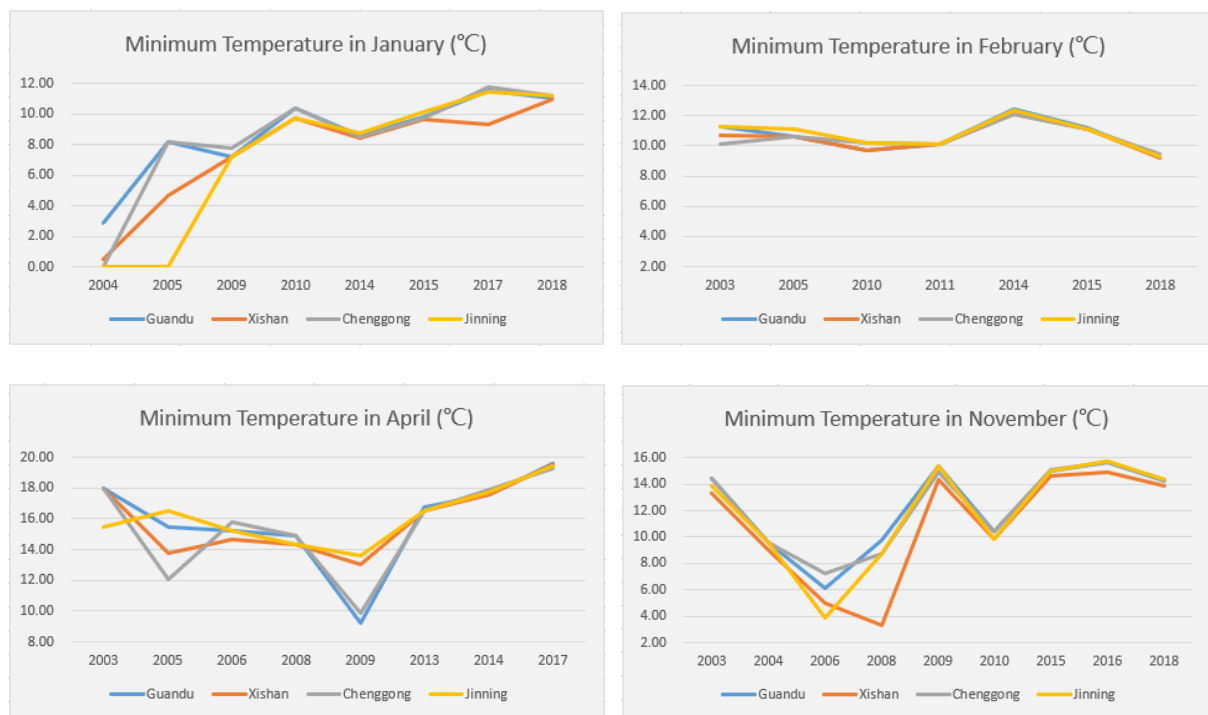 Minimum Temperature in January (℃)
12.00
10.00
8.00
6.00
4.00
2.00
0.00
2004 2005 2009 2010 2014 2015 2017 2018
Guandu Xishan Chenggong Jinning
Minimum Temperature in February (℃)
14.00
12.00
10.00
8.00
6.00
4.00
2.00
2003 2005 2010 2011 2014 2015 2018
Guandu Xishan Chenggong Jinning
Minimum Temperature in April (℃)
20.00
18.00
16.00
14.00
12.00
10.00
8.00
2003 2005 2006 2008 2009 2013 2014 2017
Guandu Xishan Chenggong Jinning
Minimum Temperature in November (℃)
16.00
14.00
12.00
10.00
8.00
6.00
4.00
2.00
2003 2004 2006 2008 2009 2010 2015 2016 2018
Guandu Xishan Chenggong Jinning